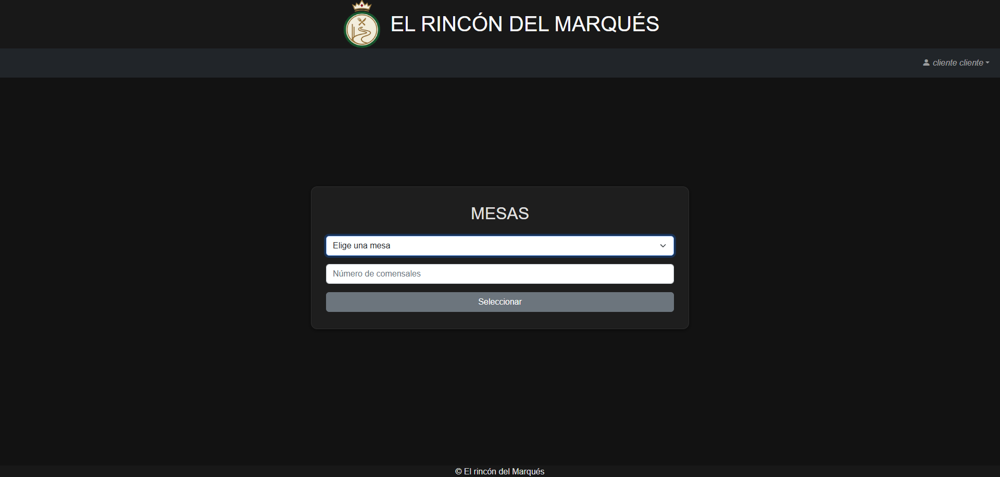 EL RINCÓN DEL MARQUÉS
cliente cliente
MESAS
Elige una mesa
Número de comensales
Seleccionar
© El rincón del Marqués